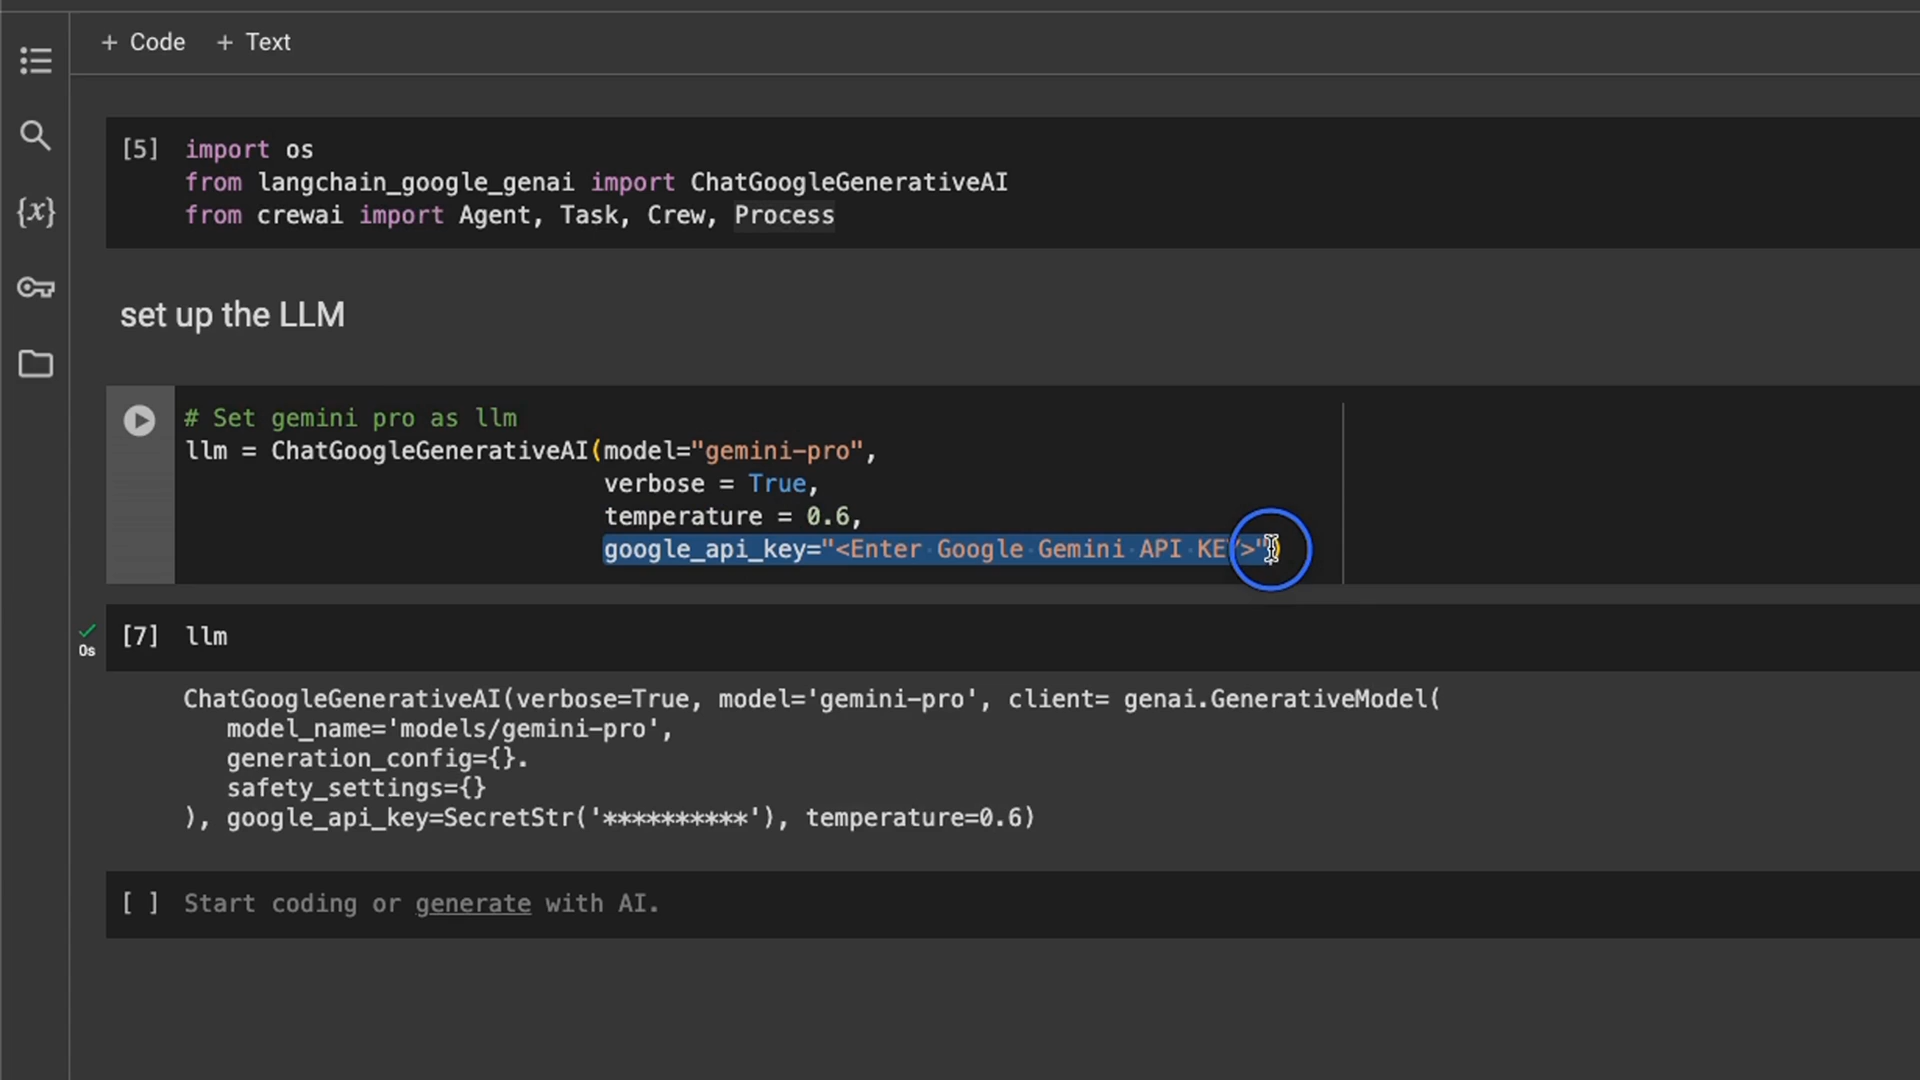 + Code + Text
[5] import os
from langchain_google_genai import ChatGoogleGenerativeAI
from crewai import Agent, Task, Crew, Process
set up the LLM
# Set gemini pro as llm
llm = ChatGoogleGenerativeAI(model="gemini-pro",
verbose = True,
temperature = 0.6,
google_api_key="<Enter Google Gemini API KEY>")
[7] llm
0s
ChatGoogleGenerativeAI(verbose=True, model='gemini-pro', client= genai.GenerativeModel(
model_name='models/gemini-pro',
generation_config={}.
safety_settings={}
), google_api_key=SecretStr('**********'), temperature=0.6)
[ ] Start coding or generate with AI.